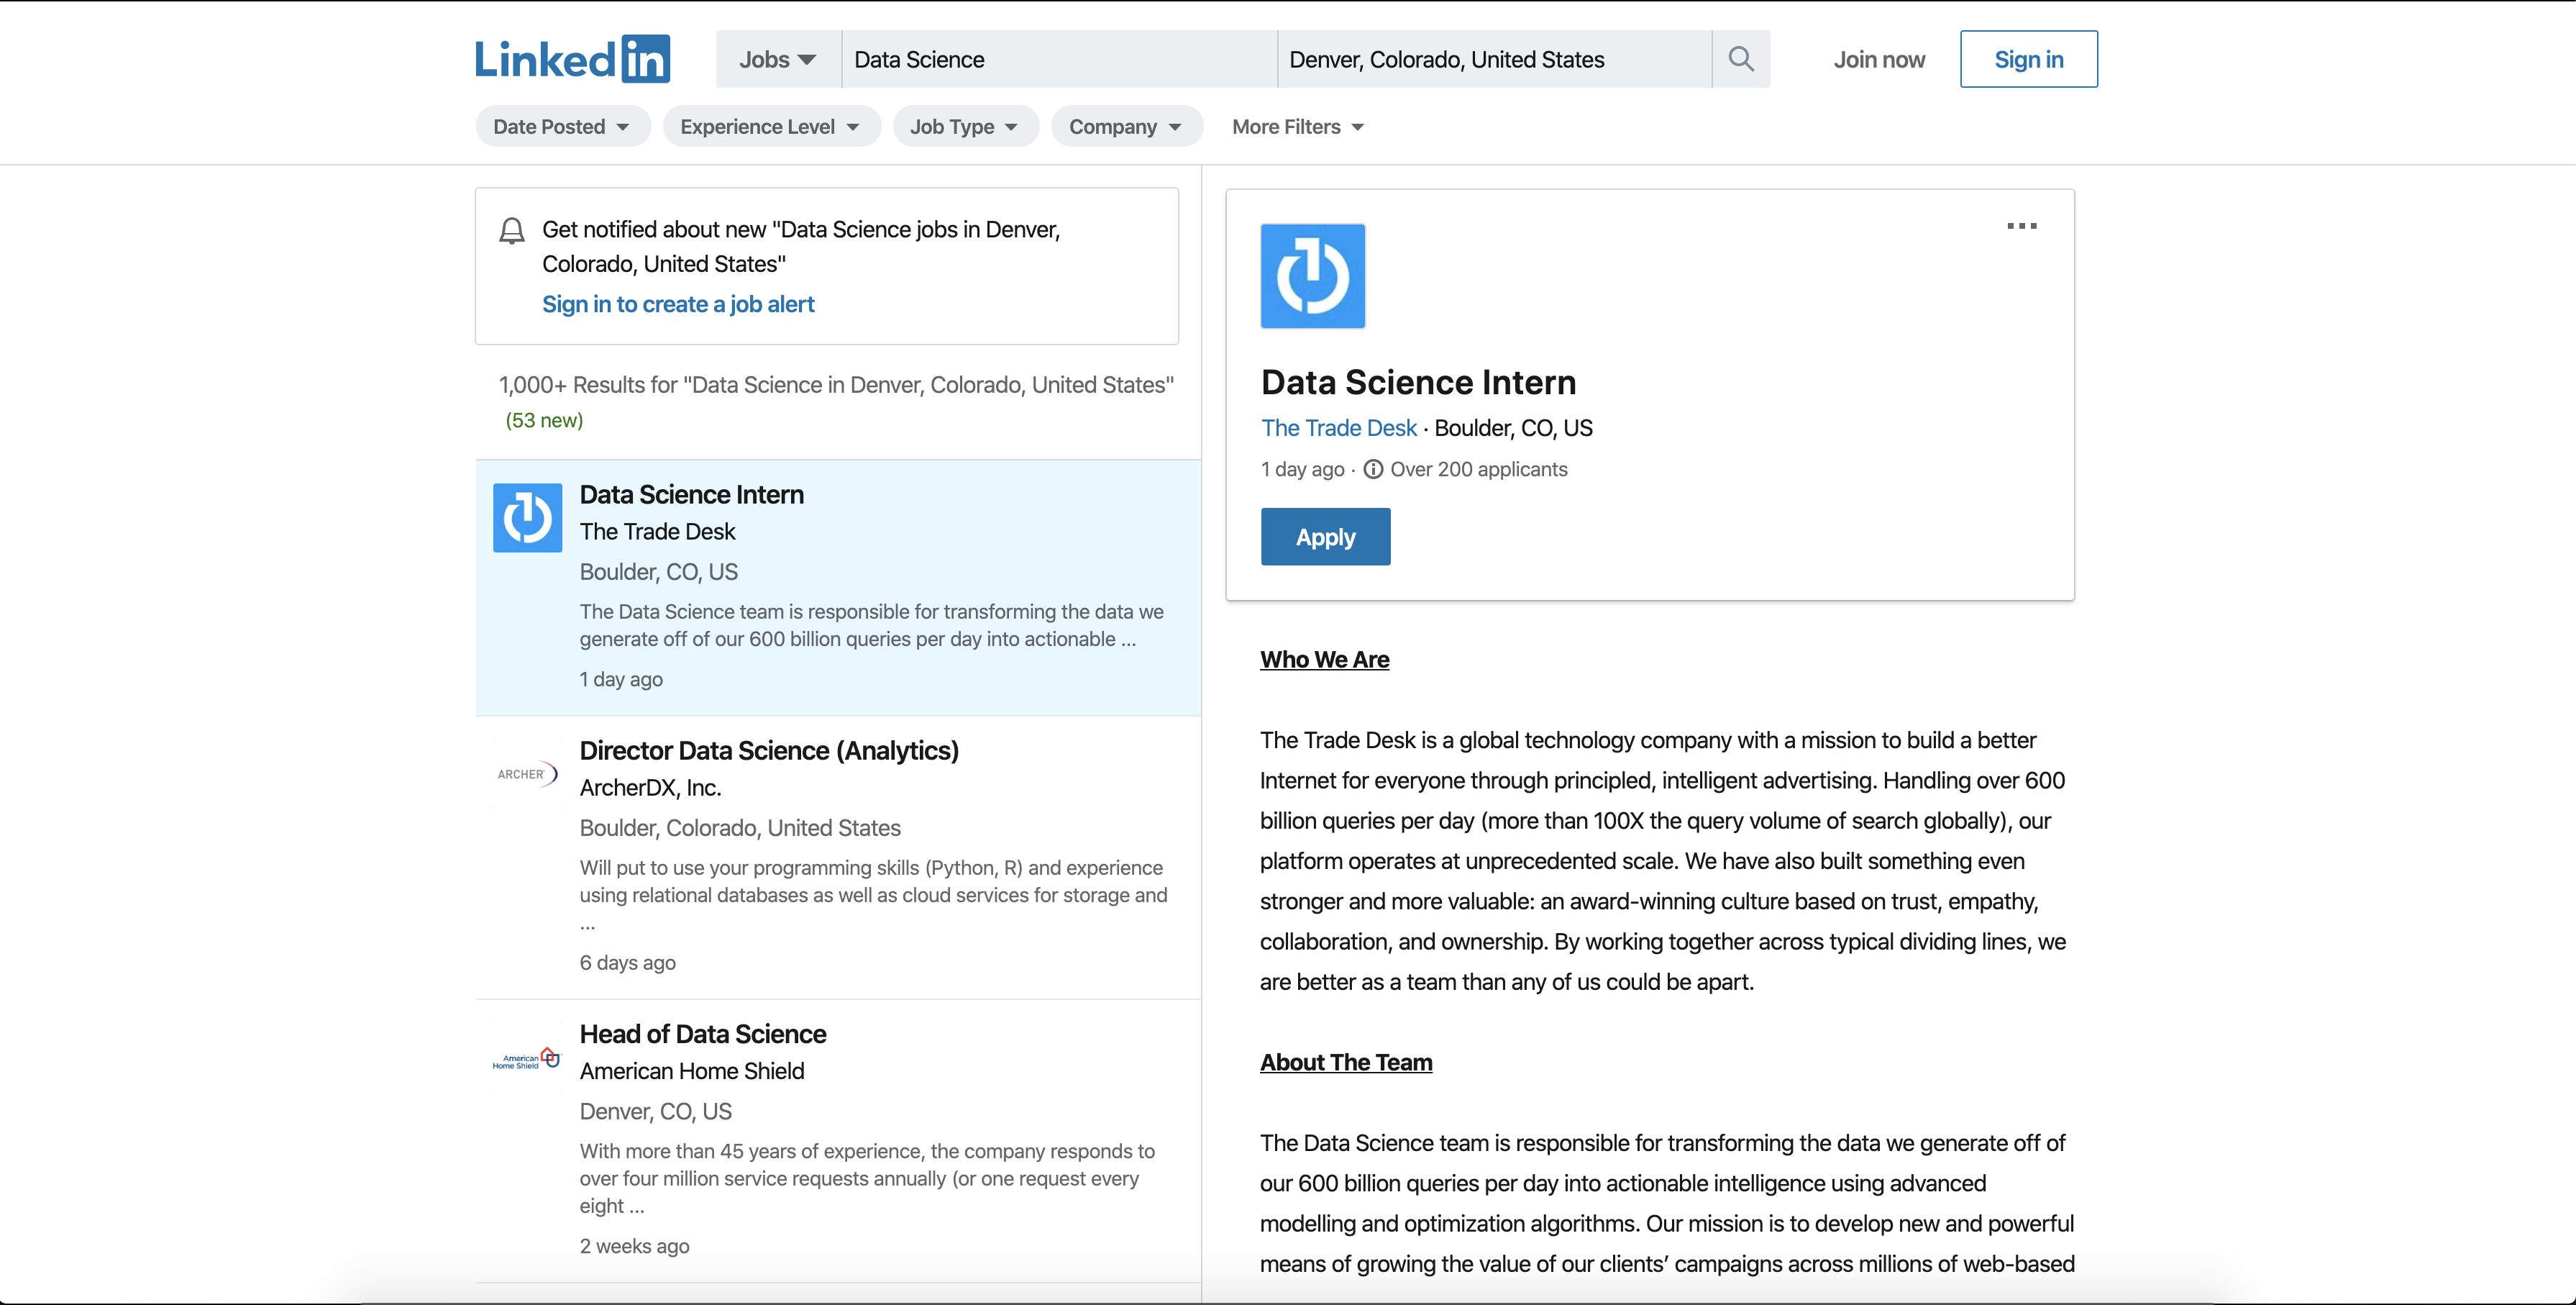 LinkedIn
Jobs
Data Science
Denver, Colorado, United States
Join now
Sign in
Date Posted
Experience Level
Job Type
Company
More Filters
Get notified about new "Data Science jobs in Denver,
Colorado, United States"
Sign in to create a job alert
1,000+ Results for "Data Science in Denver, Colorado, United States"
(53 new)
Data Science Intern
The Trade Desk
Boulder, CO, US
The Data Science team is responsible for transforming the data we
generate off of our 600 billion queries per day into actionable ...
1 day ago
ARCHER
Director Data Science (Analytics)
ArcherDX, Inc.
Boulder, Colorado, United States
Will put to use your programming skills (Python, R) and experience
using relational databases as well as cloud services for storage and
...
6 days ago
American
Home Shield
Head of Data Science
American Home Shield
Denver, CO, US
With more than 45 years of experience, the company responds to
over four million service requests annually (or one request every
eight ...
2 weeks ago
Data Science Intern
The Trade Desk · Boulder, CO, US
1 day ago · Over 200 applicants
Apply
Who We Are
The Trade Desk is a global technology company with a mission to build a better
Internet for everyone through principled, intelligent advertising. Handling over 600
billion queries per day (more than 100X the query volume of search globally), our
platform operates at unprecedented scale. We have also built something even
stronger and more valuable: an award-winning culture based on trust, empathy,
collaboration, and ownership. By working together across typical dividing lines, we
are better as a team than any of us could be apart.
About The Team
The Data Science team is responsible for transforming the data we generate off of
our 600 billion queries per day into actionable intelligence using advanced
modelling and optimization algorithms. Our mission is to develop new and powerful
means of growing the value of our clients’ campaigns across millions of web-based